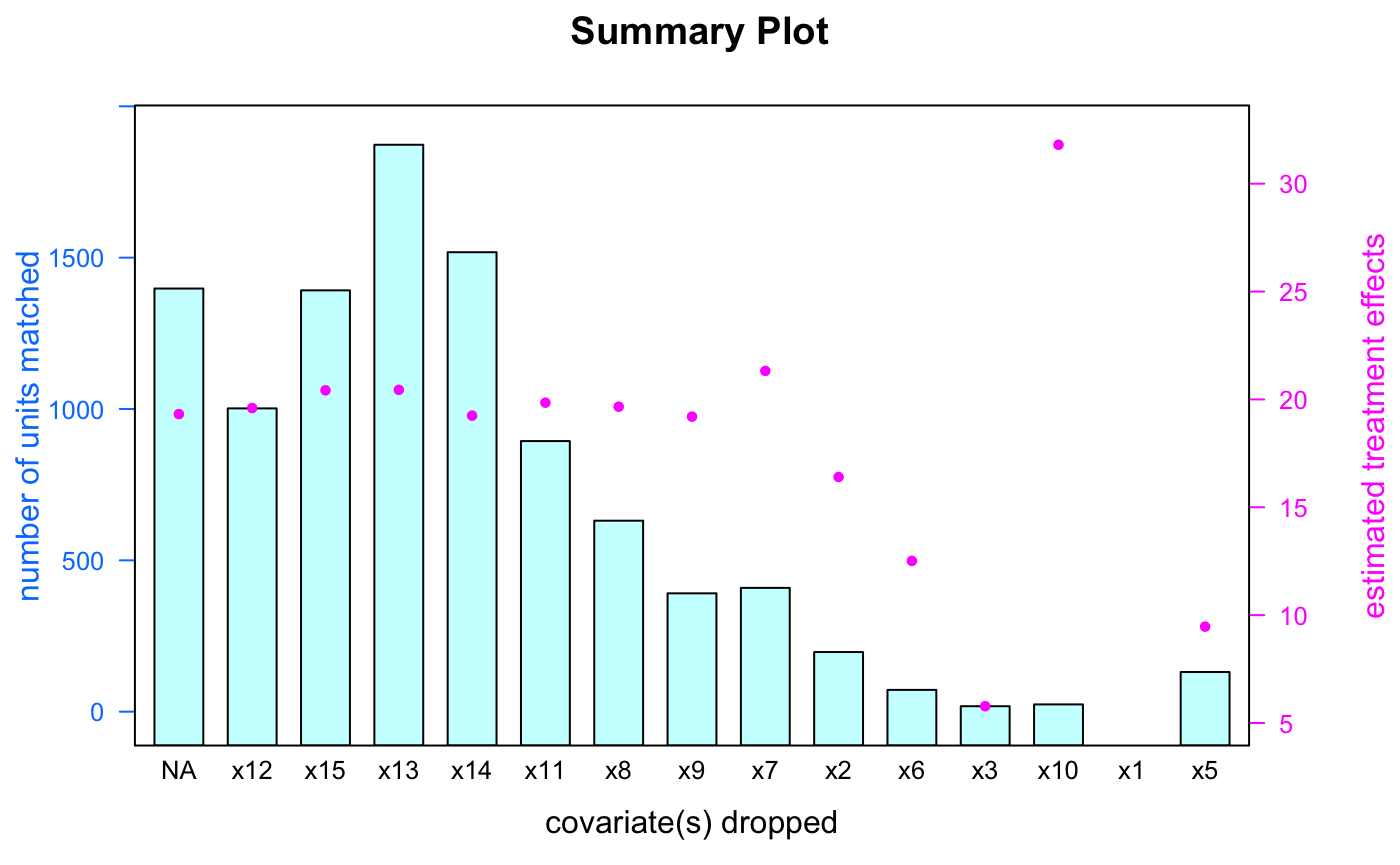 Summary Plot
number of units matched
1500
1000
500
0
30
25
20
15
10
5
estimated treatment effects
NA x12 x15 x13 x14 x11 x8 x9 x7 x2 x6 x3 x10 x1 x5
covariate(s) dropped